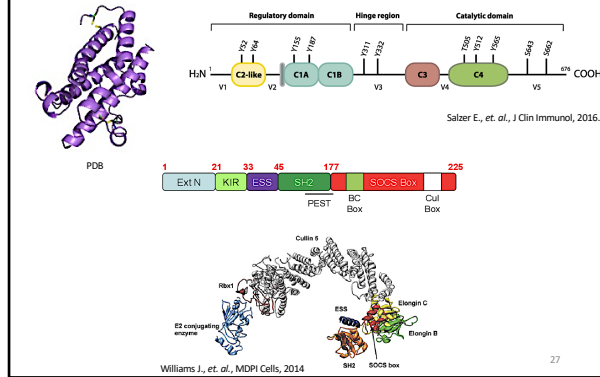 Regulatory domain
Hinge region
Catalytic domain
Y52
Y64
Y155
Y187
Y311
Y332
Y505
Y512
Y565
S643
S662
H₂N
1
C2-like
C1A
C1B
C3
C4
676
COOH
V1
V2
V3
V4
V5
Salzer E., et. al., J Clin Immunol, 2016.
PDB
1
21
33
45
177
225
Ext N
KIR
ESS
SH2
SOCS Box
PEST
BC
Box
Cul
Box
Cullin 5
Rbx1
E2 conjugating
enzyme
ESS
Elongin C
Elongin B
SH2
SOCS box
Williams J., et. al., MDPI Cells, 2014
27